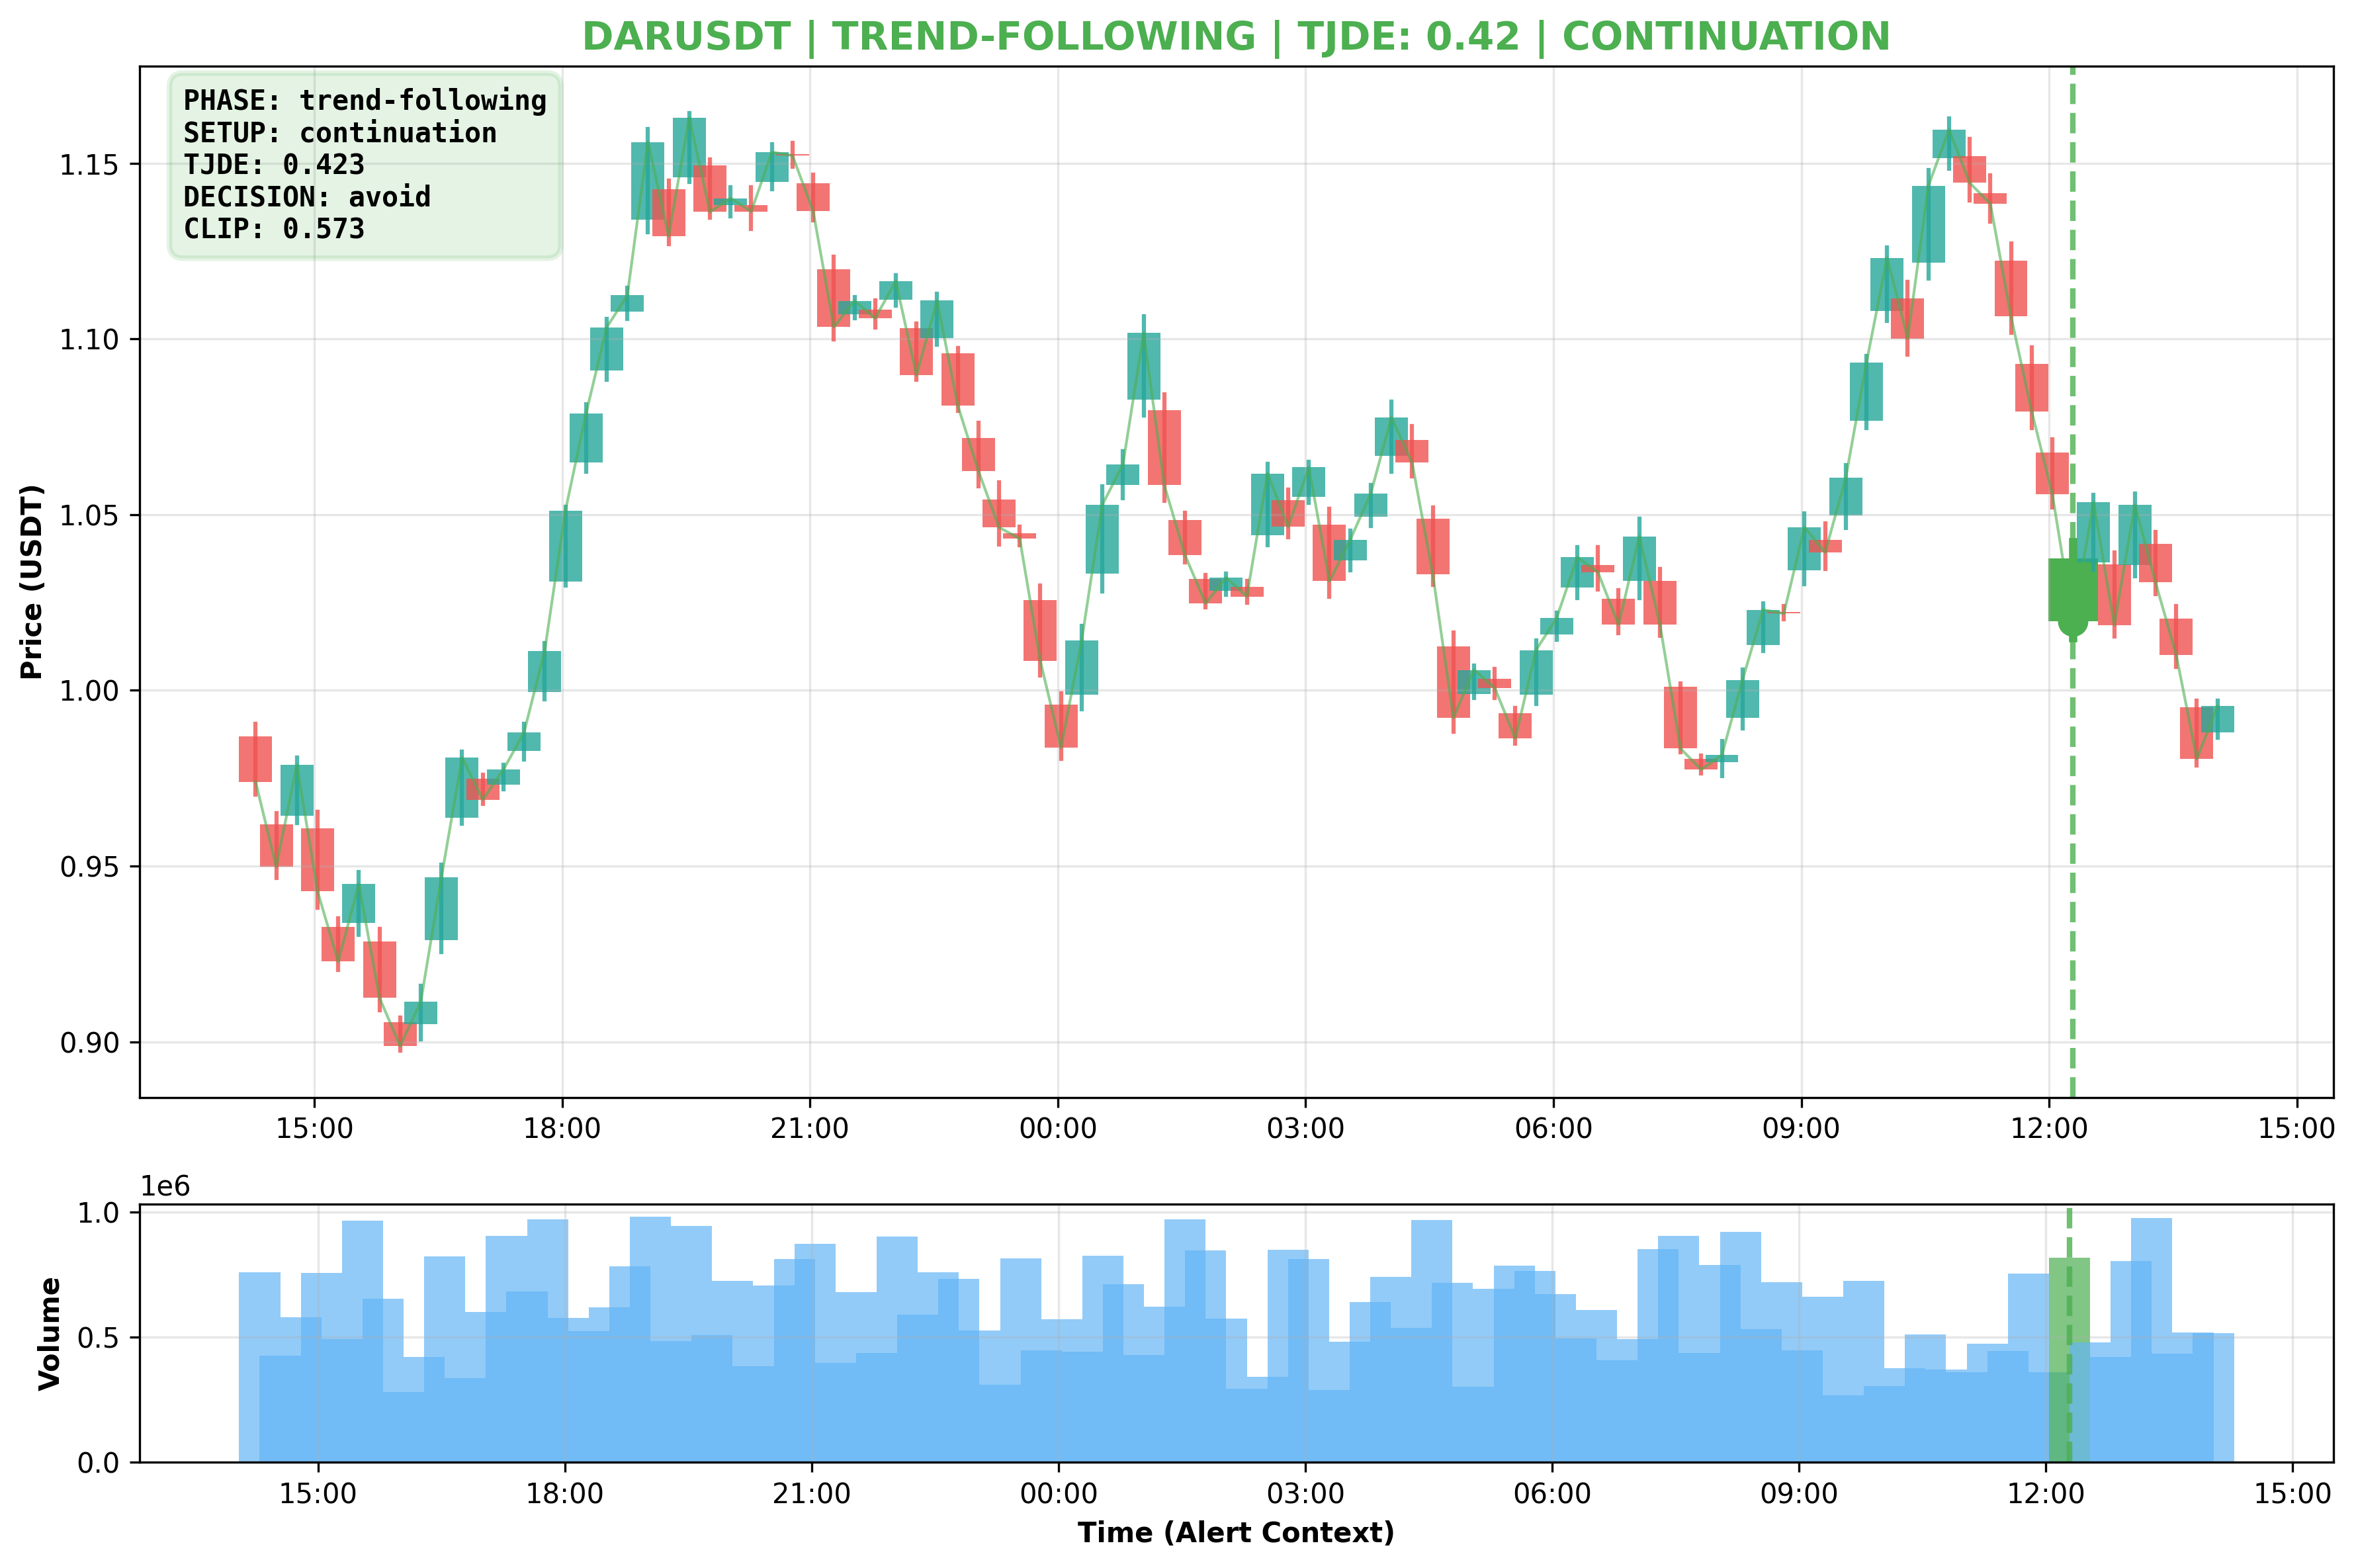 DARUSDT | TREND-FOLLOWING | TJDE: 0.42 | CONTINUATION
PHASE: trend-following
SETUP: continuation
TJDE: 0.423
DECISION: avoid
CLIP: 0.573
Price (USDT)
1.15
1.10
1.05
1.00
0.95
0.90
15:00 18:00 21:00 00:00 03:00 06:00 09:00 12:00 15:00
1e6
Volume
1.0
0.5
0.0
15:00 18:00 21:00 00:00 03:00 06:00 09:00 12:00 15:00
Time (Alert Context)